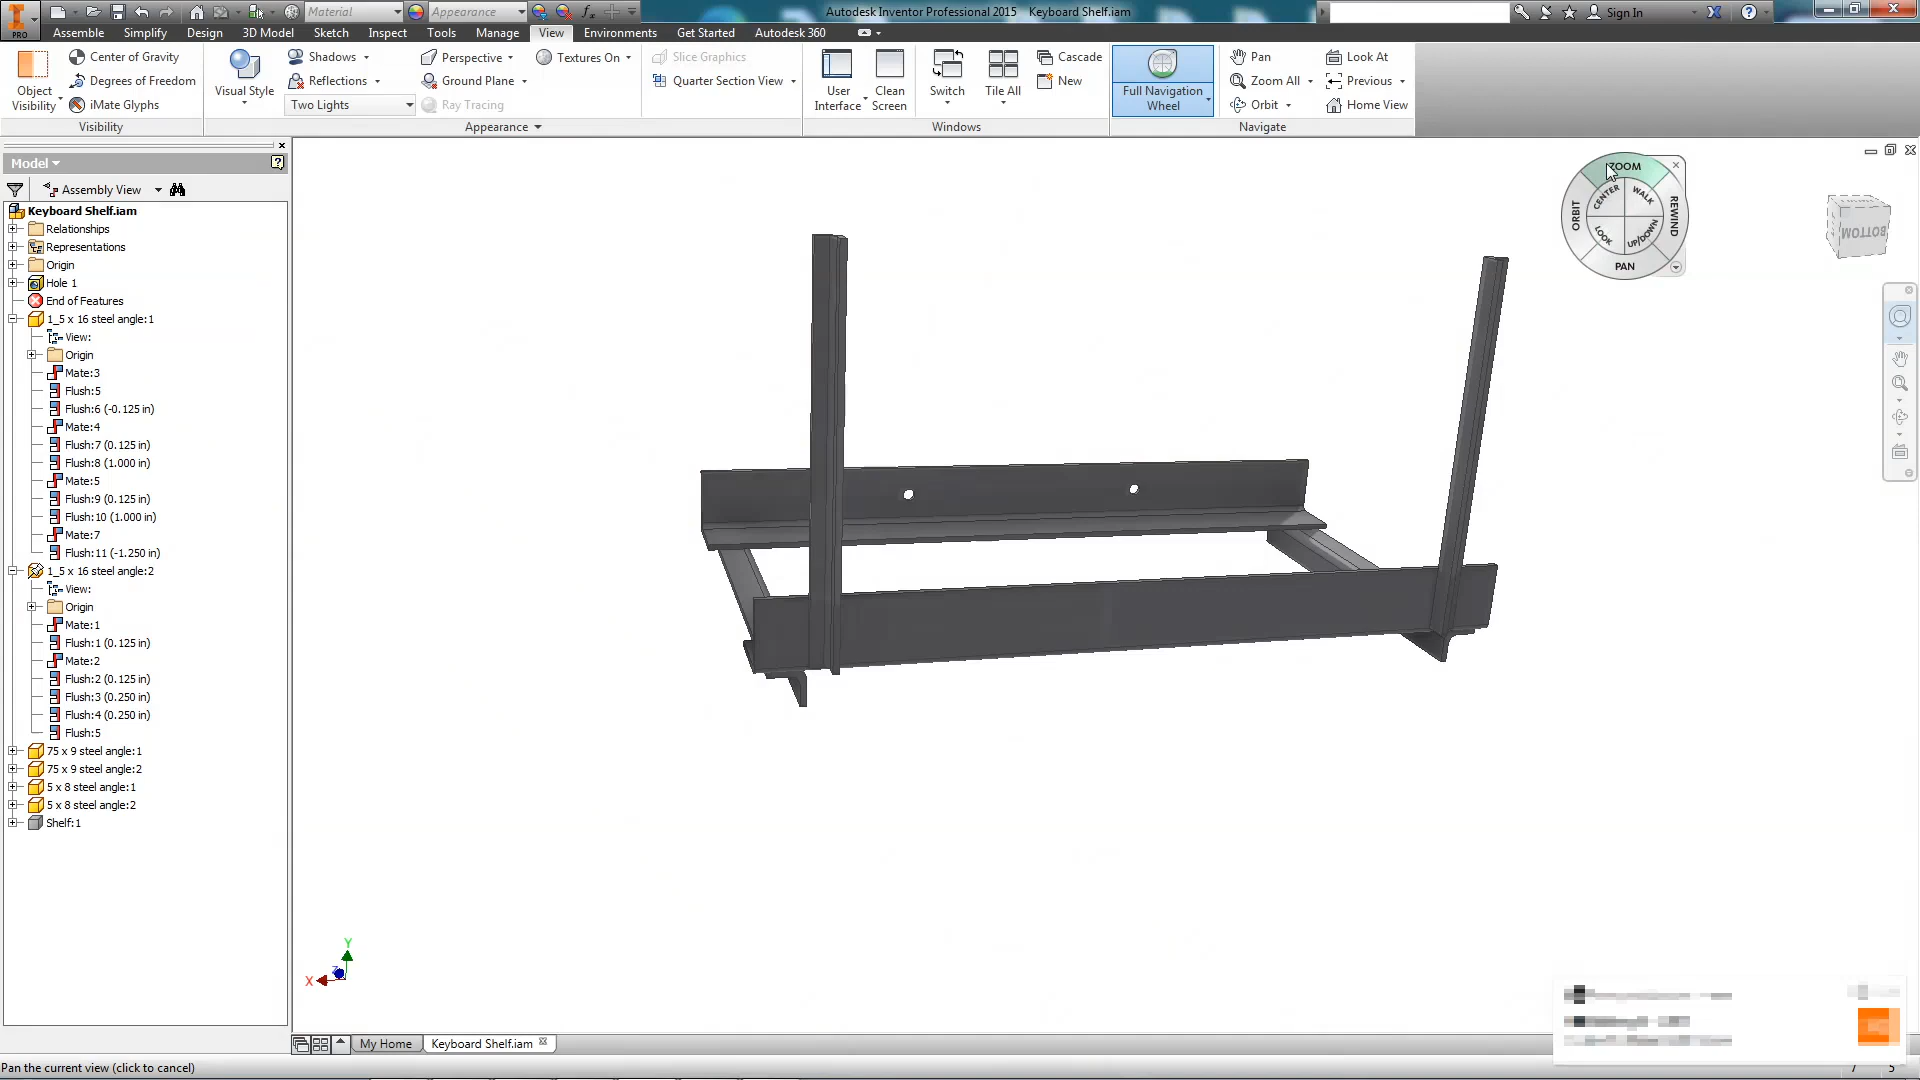 PRO
Material
Appearance
Autodesk Inventor Professional 2015 Keyboard Shelf.iam
Sign In
Assemble Simplify Design 3D Model Sketch Inspect Tools Manage View Environments Get Started Autodesk 360
Object Visibility
Center of Gravity
Degrees of Freedom
iMate Glyphs
Visibility
Visual Style
Shadows
Reflections
Two Lights
Perspective
Ground Plane
Ray Tracing
Textures On
Appearance
Slice Graphics
Quarter Section View
User Interface
Clean Screen
Switch
Tile All
Cascade
New
Windows
Full Navigation Wheel
Pan
Zoom All
Orbit
Look At
Previous
Home View
Navigate
Model
Assembly View
Keyboard Shelf.iam
Relationships
Representations
Origin
Hole 1
End of Features
1_5 x 16 steel angle:1
View:
Origin
Mate:3
Flush:5
Flush:6 (-0.125 in)
Mate:4
Flush:7 (0.125 in)
Flush:8 (1.000 in)
Mate:5
Flush:9 (0.125 in)
Flush:10 (1.000 in)
Mate:7
Flush:11 (-1.250 in)
1_5 x 16 steel angle:2
View:
Origin
Mate:1
Flush:1 (0.125 in)
Mate:2
Flush:2 (0.125 in)
Flush:3 (0.250 in)
Flush:4 (0.250 in)
Flush:5
75 x 9 steel angle:1
75 x 9 steel angle:2
5 x 8 steel angle:1
5 x 8 steel angle:2
Shelf:1
ZOOM
CENTER
WALK
ORBIT
REWIND
LOOK
UP/DOWN
PAN
BOTTOM
Y
X
My Home
Keyboard Shelf.iam
Pan the current view (click to cancel)
7 5